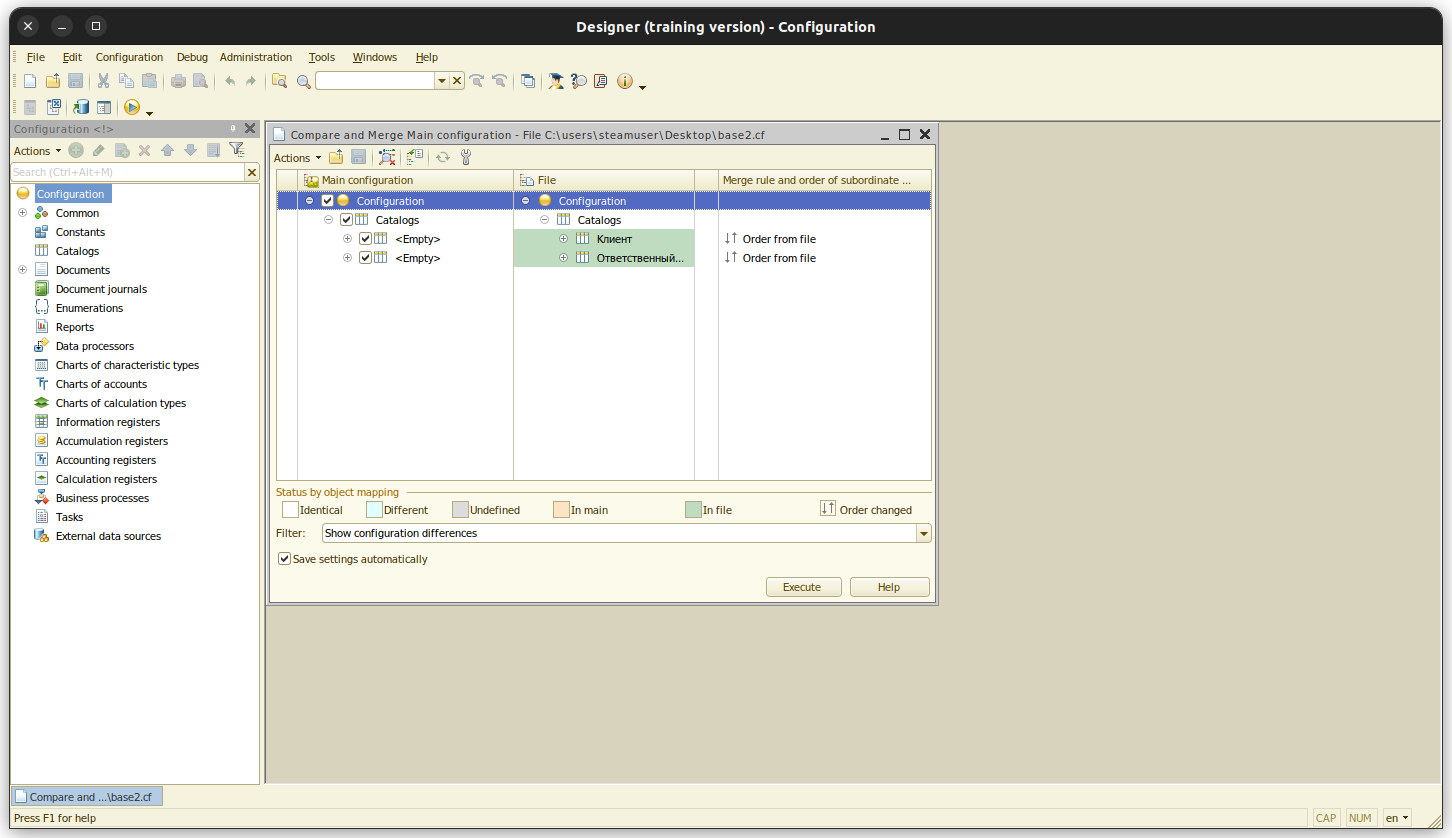 Designer (training version) - Configuration
File Edit Configuration Debug Administration Tools Windows Help
Configuration <!>
Actions
Search (Ctrl+Alt+M)
Configuration
Common
Constants
Catalogs
Documents
Document journals
Enumerations
Reports
Data processors
Charts of characteristic types
Charts of accounts
Charts of calculation types
Information registers
Accumulation registers
Accounting registers
Calculation registers
Business processes
Tasks
External data sources
Compare and Merge Main configuration - File C:\users\steamuser\Desktop\base2.cf
Actions
Main configuration File Merge rule and order of subordinate ...
Configuration Configuration
Catalogs Catalogs
<Empty> Клиент Order from file
<Empty> Ответственный... Order from file
Status by object mapping
Identical Different Undefined In main In file Order changed
Filter: Show configuration differences
Save settings automatically
Execute Help
Compare and ...\base2.cf
Press F1 for help CAP NUM en